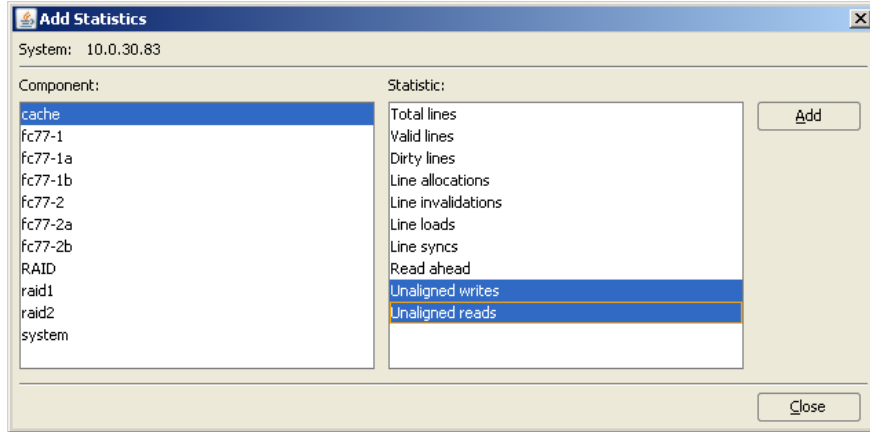 Add Statistics
System: 10.0.30.83
Component:
cache
fc77-1
fc77-1a
fc77-1b
fc77-2
fc77-2a
fc77-2b
RAID
raid1
raid2
system
Statistic:
Total lines
Valid lines
Dirty lines
Line allocations
Line invalidations
Line loads
Line syncs
Read ahead
Unaligned writes
Unaligned reads
Add
Close